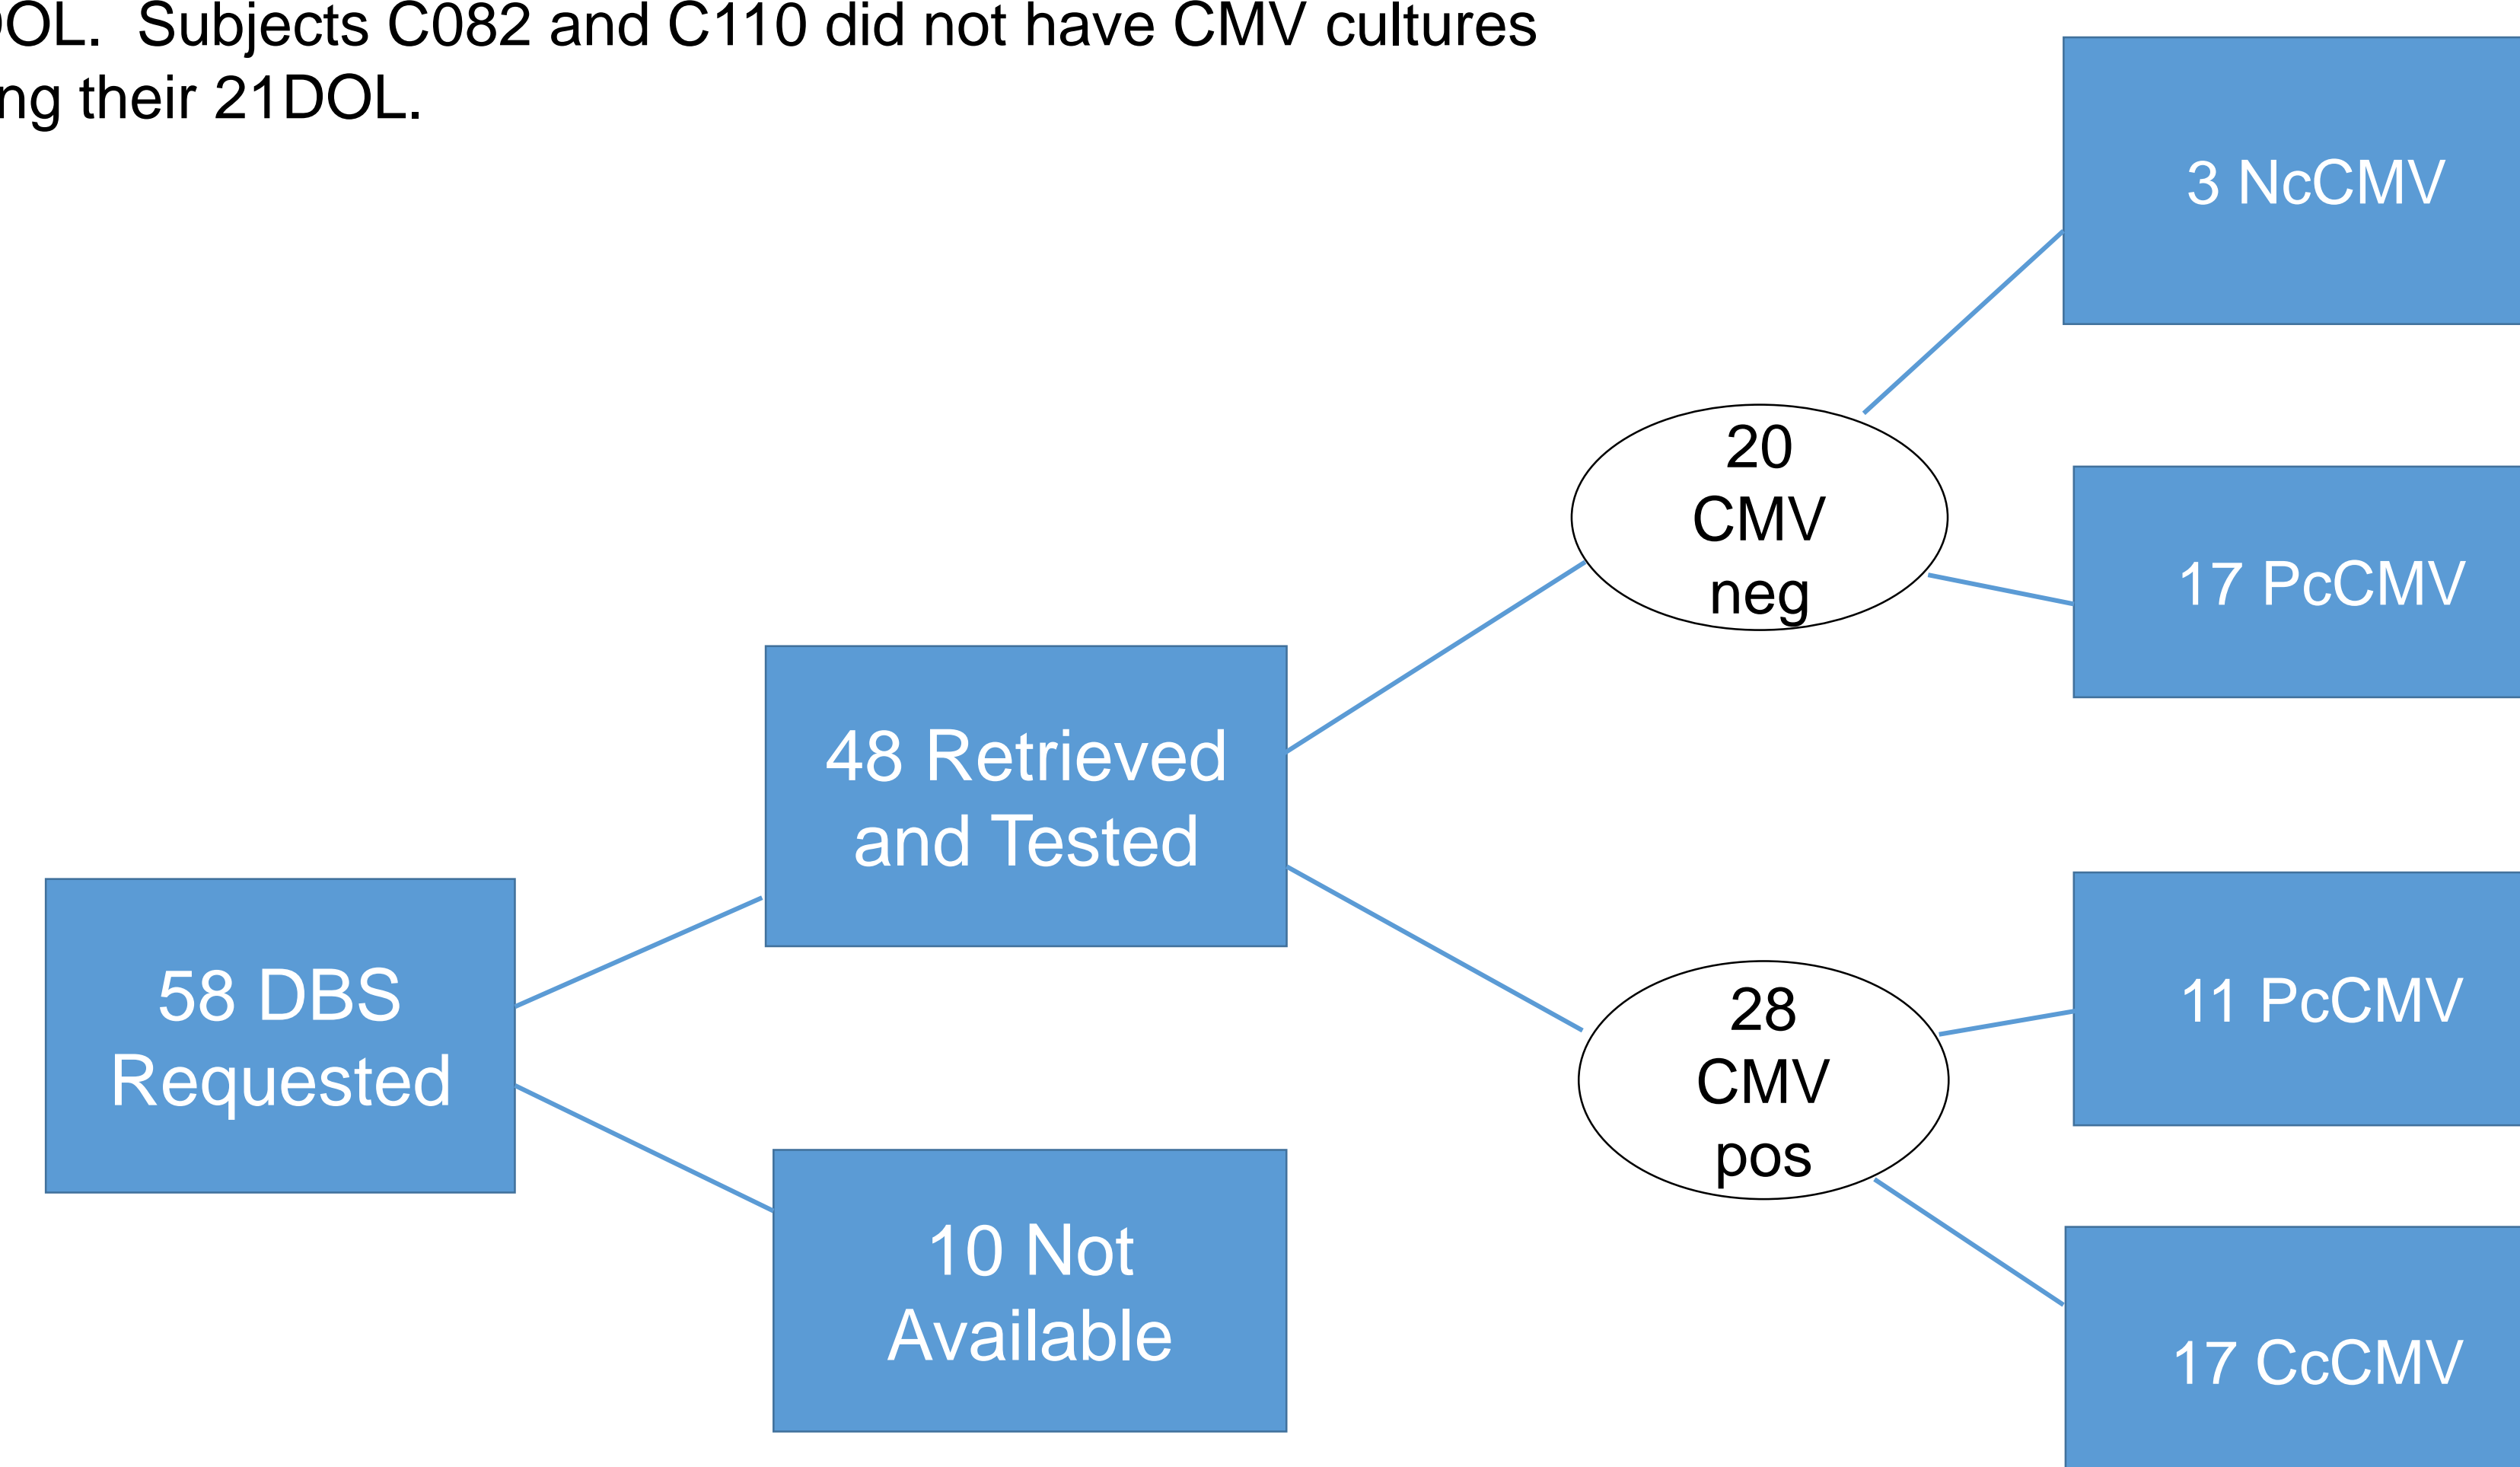 OL. Subjects C082 and C110 did not have CMV cultures
ng their 21DOL.
3 NcCMV
20
CMV
neg
17 PcCMV
48 Retrieved
and Tested
58 DBS
Requested
28
CMV
pos
11 PcCMV
10 Not
Available
17 CcCMV